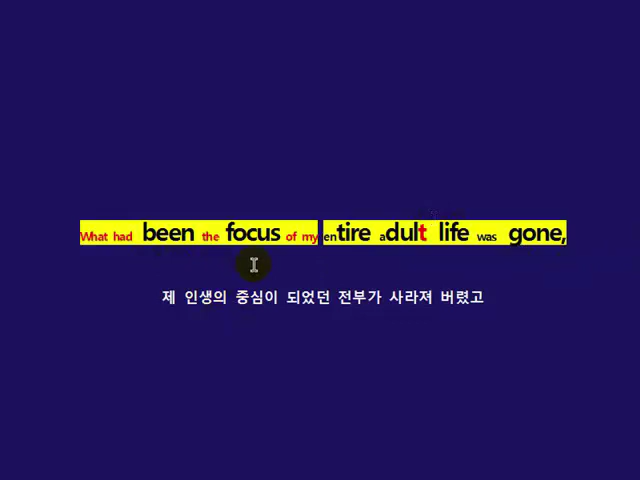 What had been the focus of my entire adult life was gone,
제 인생의 중심이 되었던 전부가 사라져 버렸고